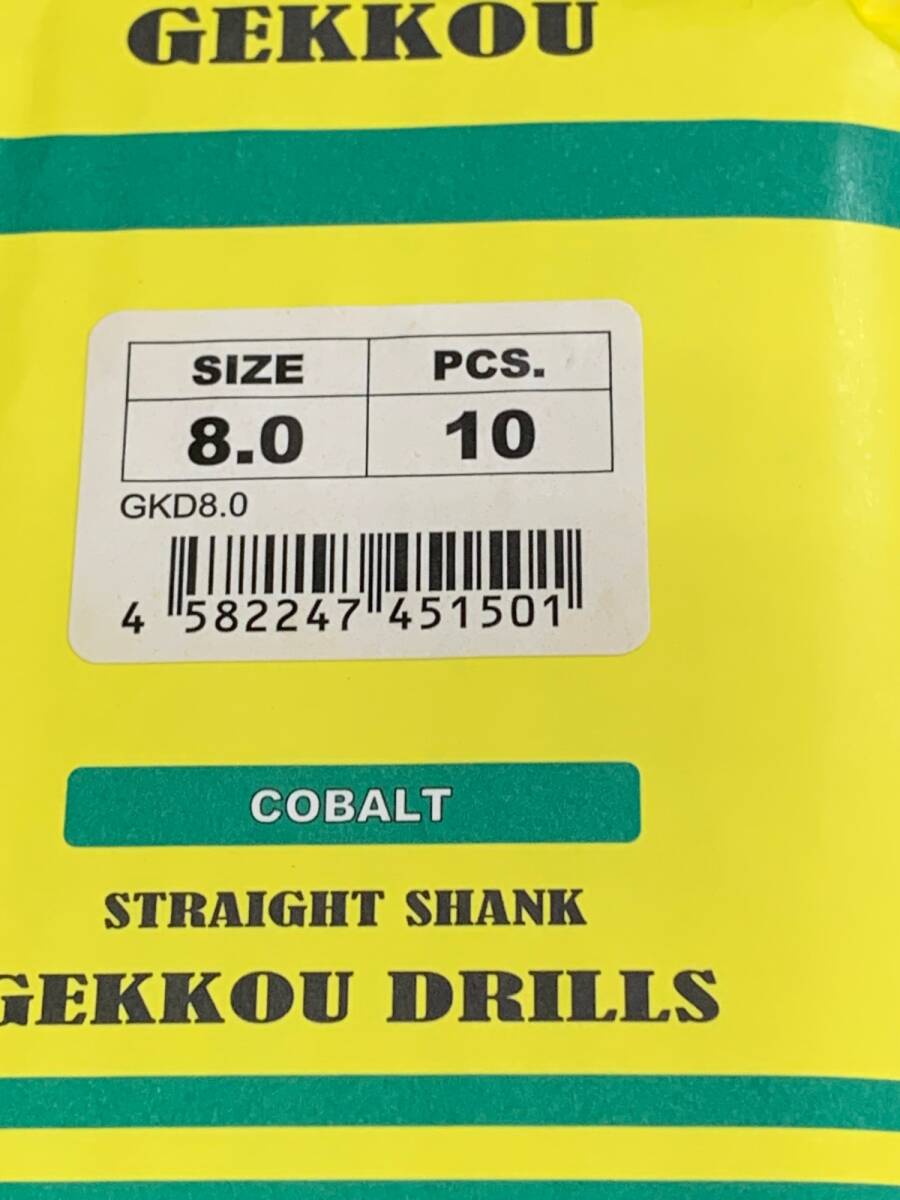 GEKKOU
SIZE PCS.
8.0 10
GKD8.0
4 582247 451501
COBALT
STRAIGHT SHANK
GEKKOU DRILLS